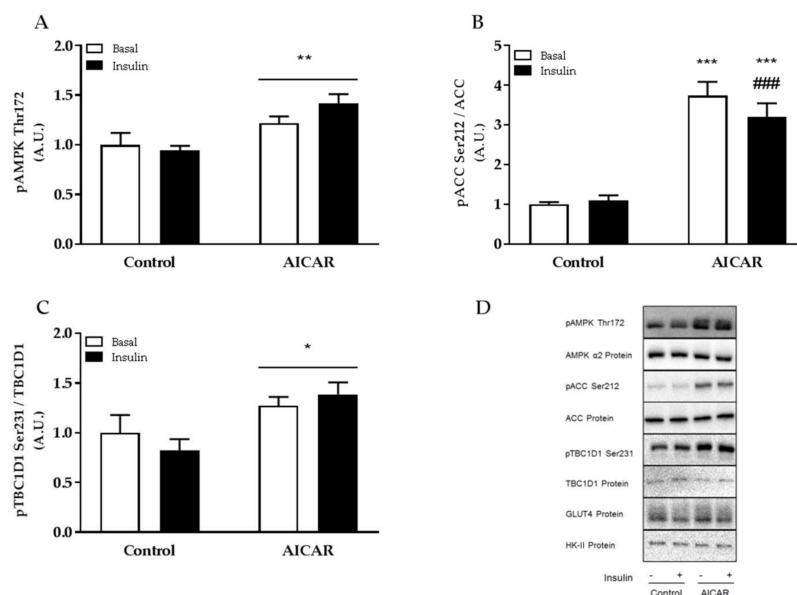 A
2.0
1.5
1.0
0.5
0.0
pAMPK Thr172
(A.U.)
Basal
Insulin
**
Control
AICAR
B
5
4
3
2
1
0
pACC Ser212 / ACC
(A.U.)
Basal
Insulin
***
***
###
Control
AICAR
C
2.0
1.5
1.0
0.5
0.0
pTBC1D1 Ser231 / TBC1D1
(A.U.)
Basal
Insulin
*
Control
AICAR
D
pAMPK Thr172
AMPK α2 Protein
pACC Ser212
ACC Protein
pTBC1D1 Ser231
TBC1D1 Protein
GLUT4 Protein
HK-II Protein
Insulin - + - +
Control AICAR